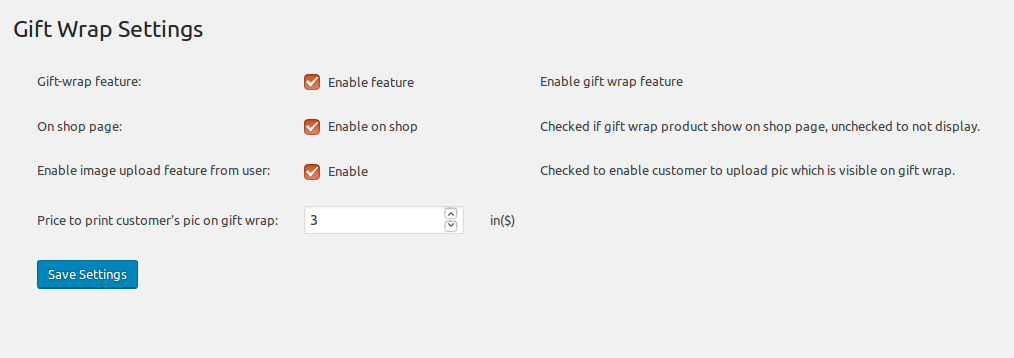 Gift Wrap Settings
Gift-wrap feature: Enable feature Enable gift wrap feature
On shop page: Enable on shop Checked if gift wrap product show on shop page, unchecked to not display.
Enable image upload feature from user: Enable Checked to enable customer to upload pic which is visible on gift wrap.
Price to print customer's pic on gift wrap: 3 in($)
Save Settings